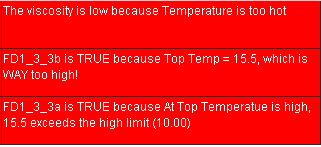 The viscosity is low because Temperature is too hot
FD1_3_3b is TRUE because Top Temp = 15.5, which is
WAY too high!
FD1_3_3a is TRUE because At Top Temperatue is high,
15.5 exceeds the high limit (10.00)